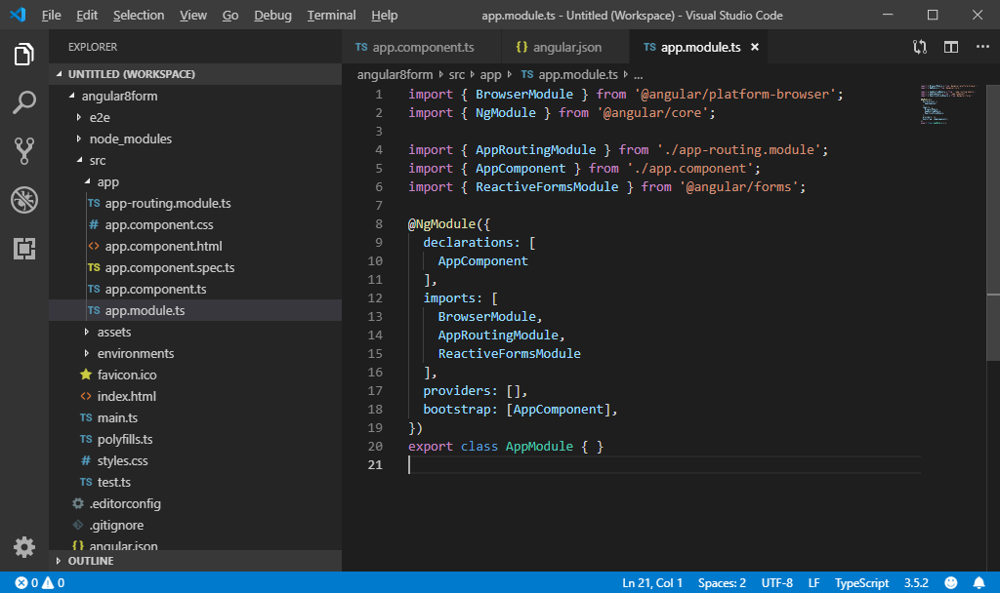 File Edit Selection View Go Debug Terminal Help app.module.ts - Untitled (Workspace) - Visual Studio Code
EXPLORER
UNTITLED (WORKSPACE)
angular8form
e2e
node_modules
src
app
TS app-routing.module.ts
# app.component.css
<> app.component.html
TS app.component.spec.ts
TS app.component.ts
TS app.module.ts
assets
environments
favicon.ico
<> index.html
TS main.ts
TS polyfills.ts
# styles.css
TS test.ts
.editorconfig
.gitignore
{} angular.json
OUTLINE
TS app.component.ts {} angular.json TS app.module.ts ×
angular8form src app TS app.module.ts ...
1 import { BrowserModule } from '@angular/platform-browser';
2 import { NgModule } from '@angular/core';
3
4 import { AppRoutingModule } from './app-routing.module';
5 import { AppComponent } from './app.component';
6 import { ReactiveFormsModule } from '@angular/forms';
7
8 @NgModule({
9 declarations: [
10 AppComponent
11 ],
12 imports: [
13 BrowserModule,
14 AppRoutingModule,
15 ReactiveFormsModule
16 ],
17 providers: [],
18 bootstrap: [AppComponent],
19 })
20 export class AppModule { }
21
0 0 Ln 21, Col 1 Spaces: 2 UTF-8 LF TypeScript 3.5.2